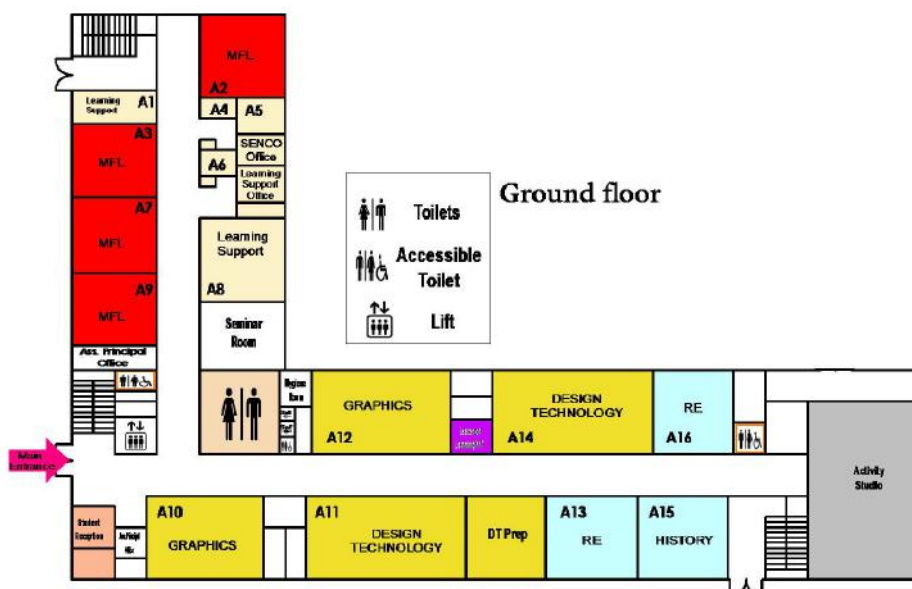 MFL
A2
Learning
Support
A1
A4
A5
A3
MFL
SENCO
Office
A6
Learning
Support
Office
Ground floor
Toilets
Accessible
Toilet
Lift
A7
MFL
Learning
Support
A8
A9
MFL
Seminar
Room
Ass. Principal
Office
GRAPHICS
A12
DESIGN
TECHNOLOGY
A14
RE
A16
Main
Entrance
Activity
Studio
Student
Reception
A10
GRAPHICS
A11
DESIGN
TECHNOLOGY
DT Prep
A13
RE
A15
HISTORY